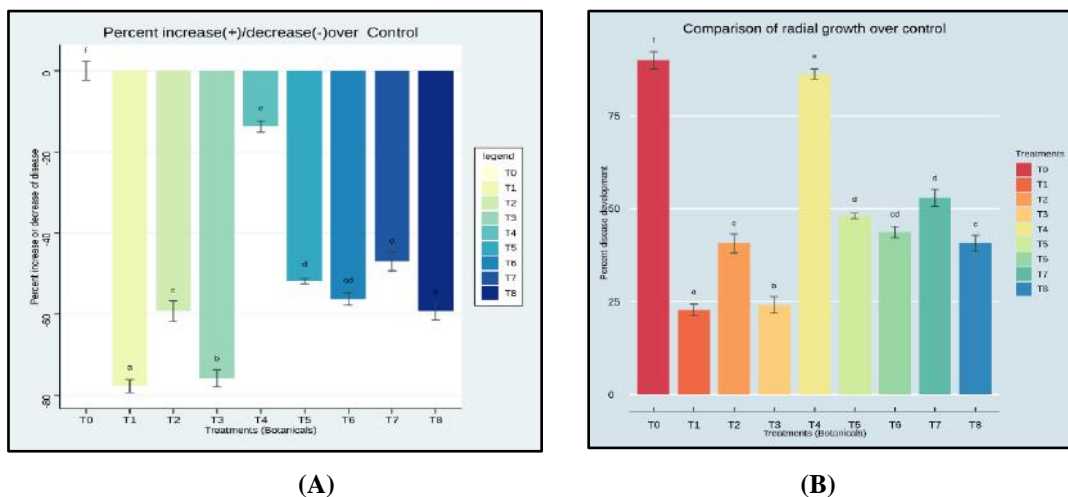 Percent increase(+)/decrease(-)over Control
Percent increase or decrease of disease
0
-20
-40
-60
-80
f
a
c
b
e
d
cd
d
c
T0 T1 T2 T3 T4 T5 T6 T7 T8
Treatments (Botanicals)
legend
T0
T1
T2
T3
T4
T5
T6
T7
T8
(A)
Comparison of radial growth over control
Percent disease development
75
50
25
0
f
a
c
b
e
d
cd
d
c
T0 T1 T2 T3 T4 T5 T6 T7 T8
Treatments (Botanicals)
Treatments
T0
T1
T2
T3
T4
T5
T6
T7
T8
(B)